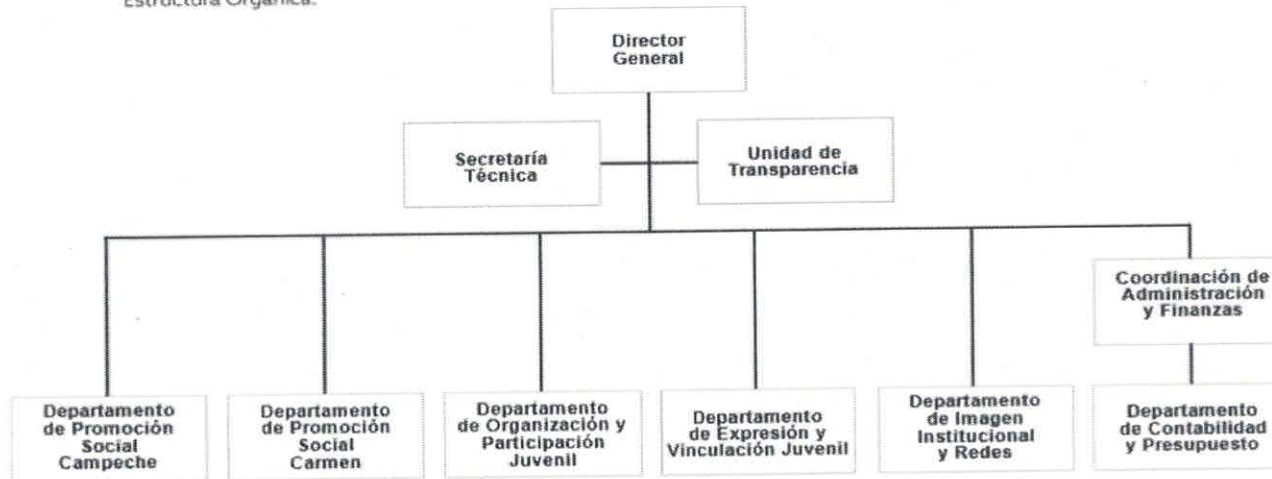 Estructura Orgánica.
Director
General
Secretaría
Técnica
Unidad de
Transparencia
Coordinación de
Administración
y Finanzas
Departamento
de Promoción
Social
Campeche
Departamento
de Promoción
Social
Carmen
Departamento
de Organización y
Participación
Juvenil
Departamento
de Expresión y
Vinculación Juvenil
Departamento
de Imagen
Institucional
y Redes
Departamento
de Contabilidad
y Presupuesto